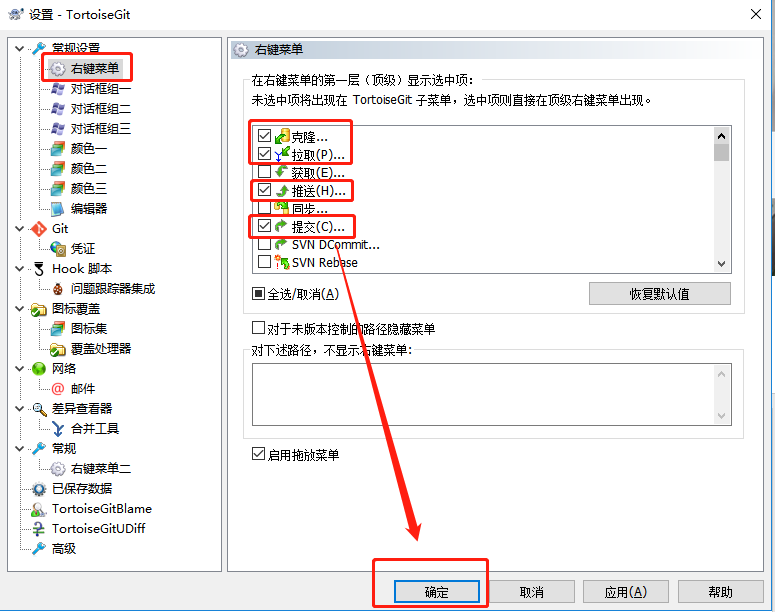 设置 - TortoiseGit
常规设置
右键菜单
对话框组一
对话框组二
对话框组三
颜色一
颜色二
颜色三
编辑器
Git
凭证
Hook 脚本
问题跟踪器集成
图标覆盖
图标集
覆盖处理器
网络
邮件
差异查看器
合并工具
常规
右键菜单二
已保存数据
TortoiseGitBlame
TortoiseGitUDiff
高级
右键菜单
在右键菜单的第一层（顶级）显示选中项：
未选中项将出现在 TortoiseGit 子菜单，选中项则直接在顶级右键菜单出现。
克隆...
拉取(P)...
获取(E)...
推送(H)...
同步...
提交(C)...
SVN DCommit...
SVN Rebase
全选/取消(A)
恢复默认值
对于未版本控制的路径隐藏菜单
对下述路径，不显示右键菜单:
启用拖放菜单
确定
取消
应用(A)
帮助